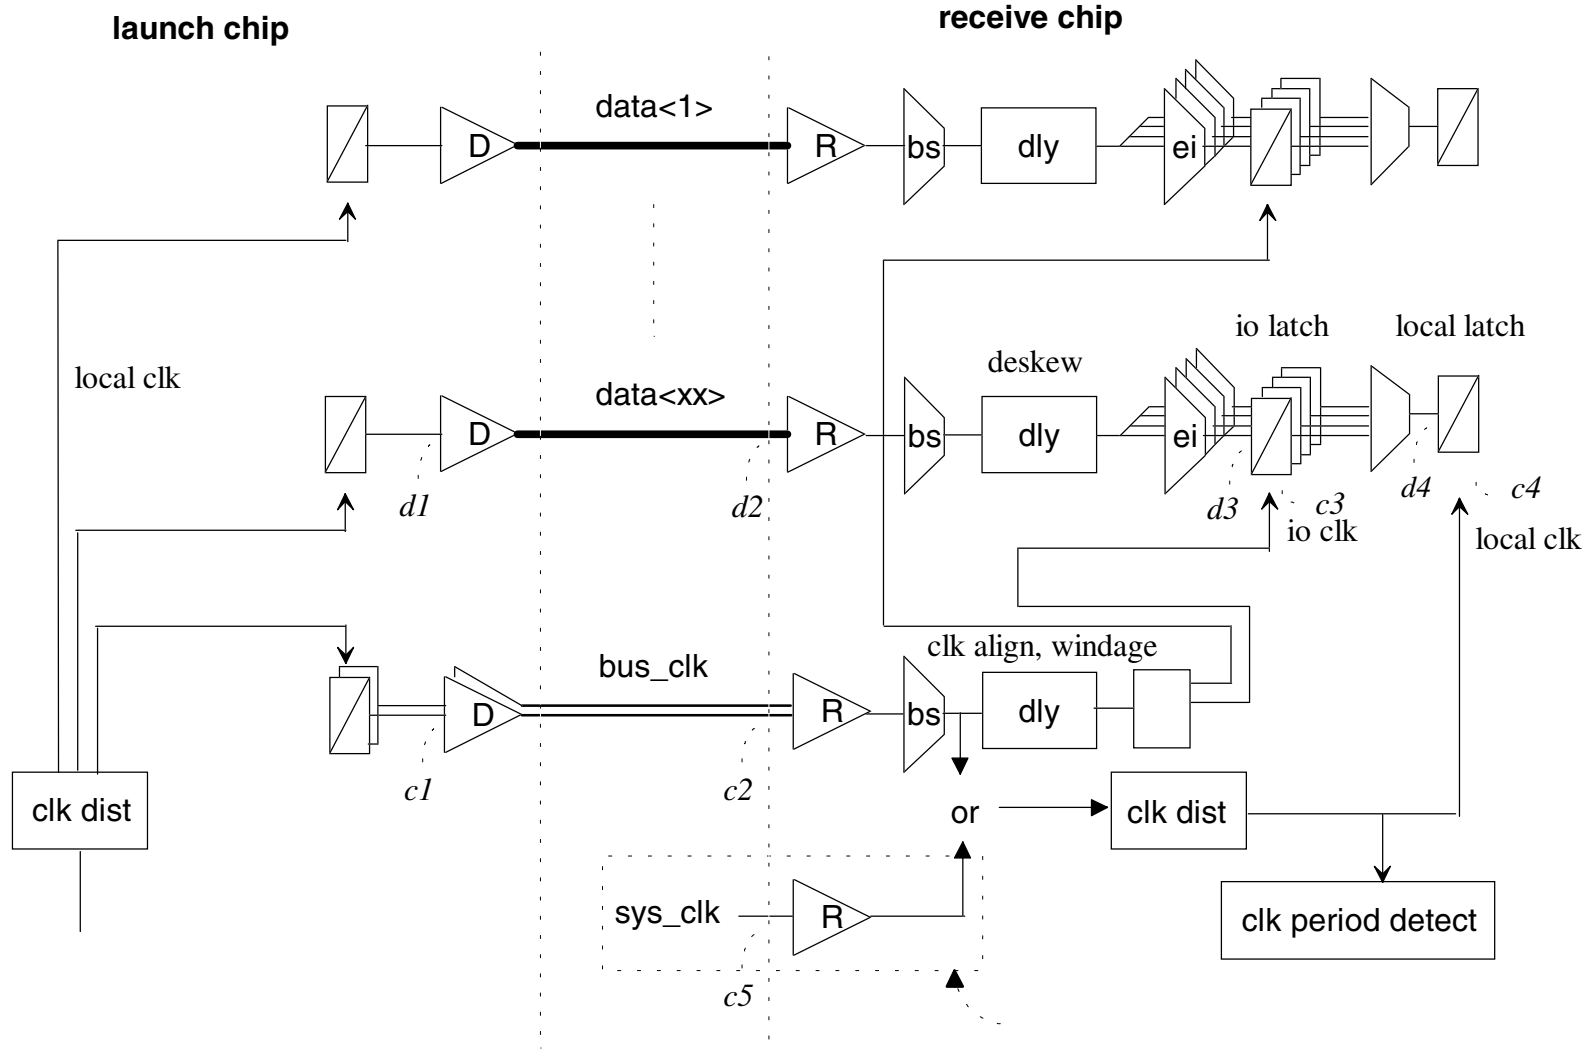 launch chip
receive chip
data<1>
D
R
bs
dly
ei
io latch
local latch
local clk
deskew
data<xx>
D
R
bs
dly
ei
d1
d2
d3
c3
d4
c4
io clk
local clk
clk align, windage
bus_clk
D
R
bs
dly
c1
c2
clk dist
or
clk dist
sys_clk
R
clk period detect
c5